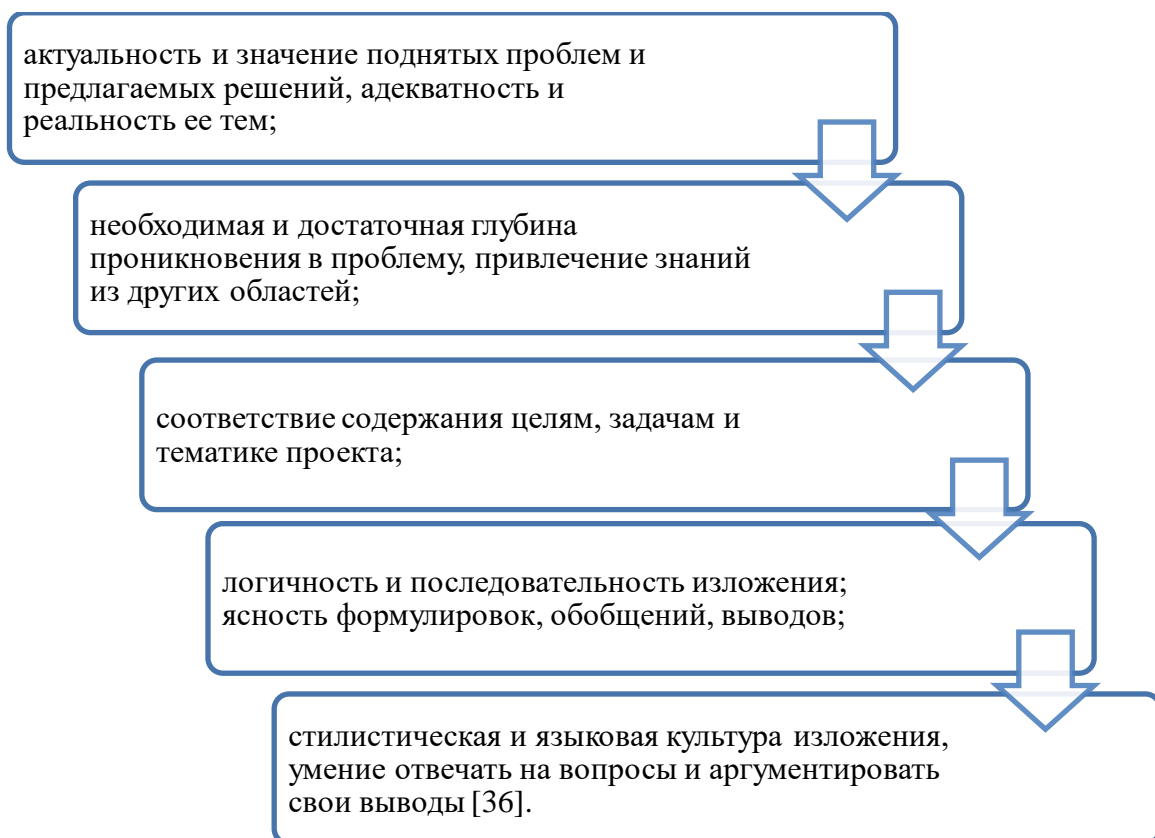 актуальность и значение поднятых проблем и
предлагаемых решений, адекватность и
реальность ее тем;
необходимая и достаточная глубина
проникновения в проблему, привлечение знаний
из других областей;
соответствие содержания целям, задачам и
тематике проекта;
логичность и последовательность изложения;
ясность формулировок, обобщений, выводов;
стилистическая и языковая культура изложения,
умение отвечать на вопросы и аргументировать
свои выводы [36].